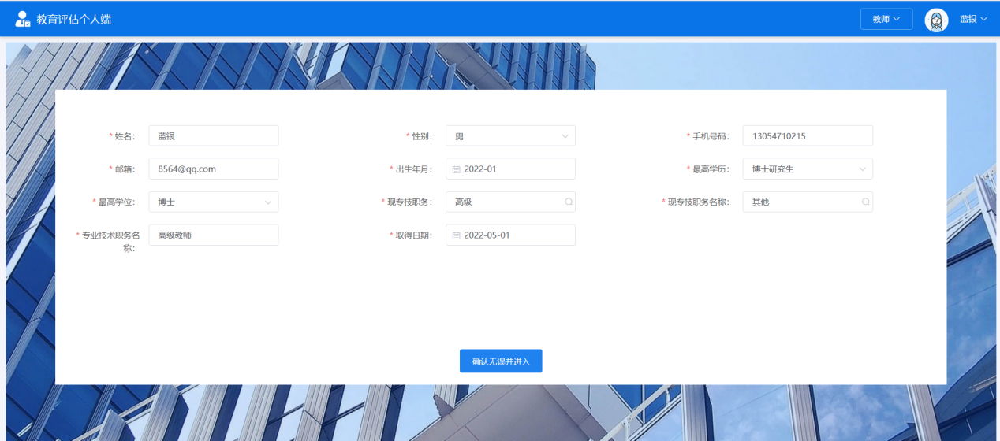 教育评估个人端
教师
蓝银
* 姓名： 蓝银
* 性别： 男
* 手机号码： 13054710215
* 邮箱： 8564@qq.com
* 出生年月： 2022-01
* 最高学历： 博士研究生
* 最高学位： 博士
* 现专技职务： 高级
* 现专技职务名称： 其他
* 专业技术职务名
称：
高级教师
* 取得日期： 2022-05-01
确认无误并进入